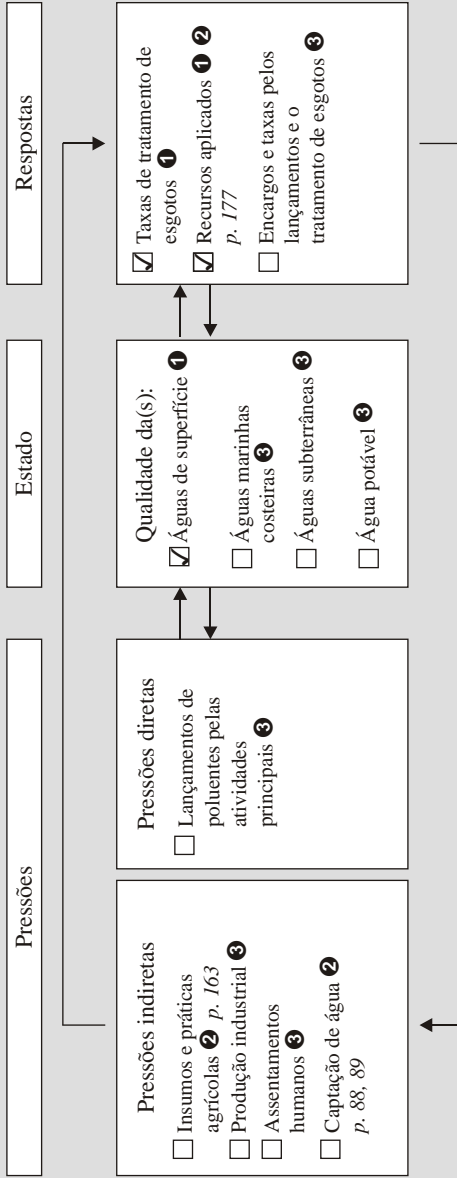 Pressões
Estado
Respostas
Pressões indiretas
Insumos e práticas
agrícolas ❷ p. 163
Produção industrial ❸
Assentamentos
humanos ❸
Captação de água ❷
p. 88, 89
Pressões diretas
Lançamentos de
poluentes pelas
atividades
principais ❸
Qualidade da(s):
✓ Águas de superfície ❶
Águas marinhas
costeiras ❸
Águas subterrâneas ❸
Água potável ❸
✓ Taxas de tratamento de
esgotos ❶
✓ Recursos aplicados ❶ ❷
p. 177
Encargos e taxas pelos
lançamentos e o
tratamento de esgotos ❸